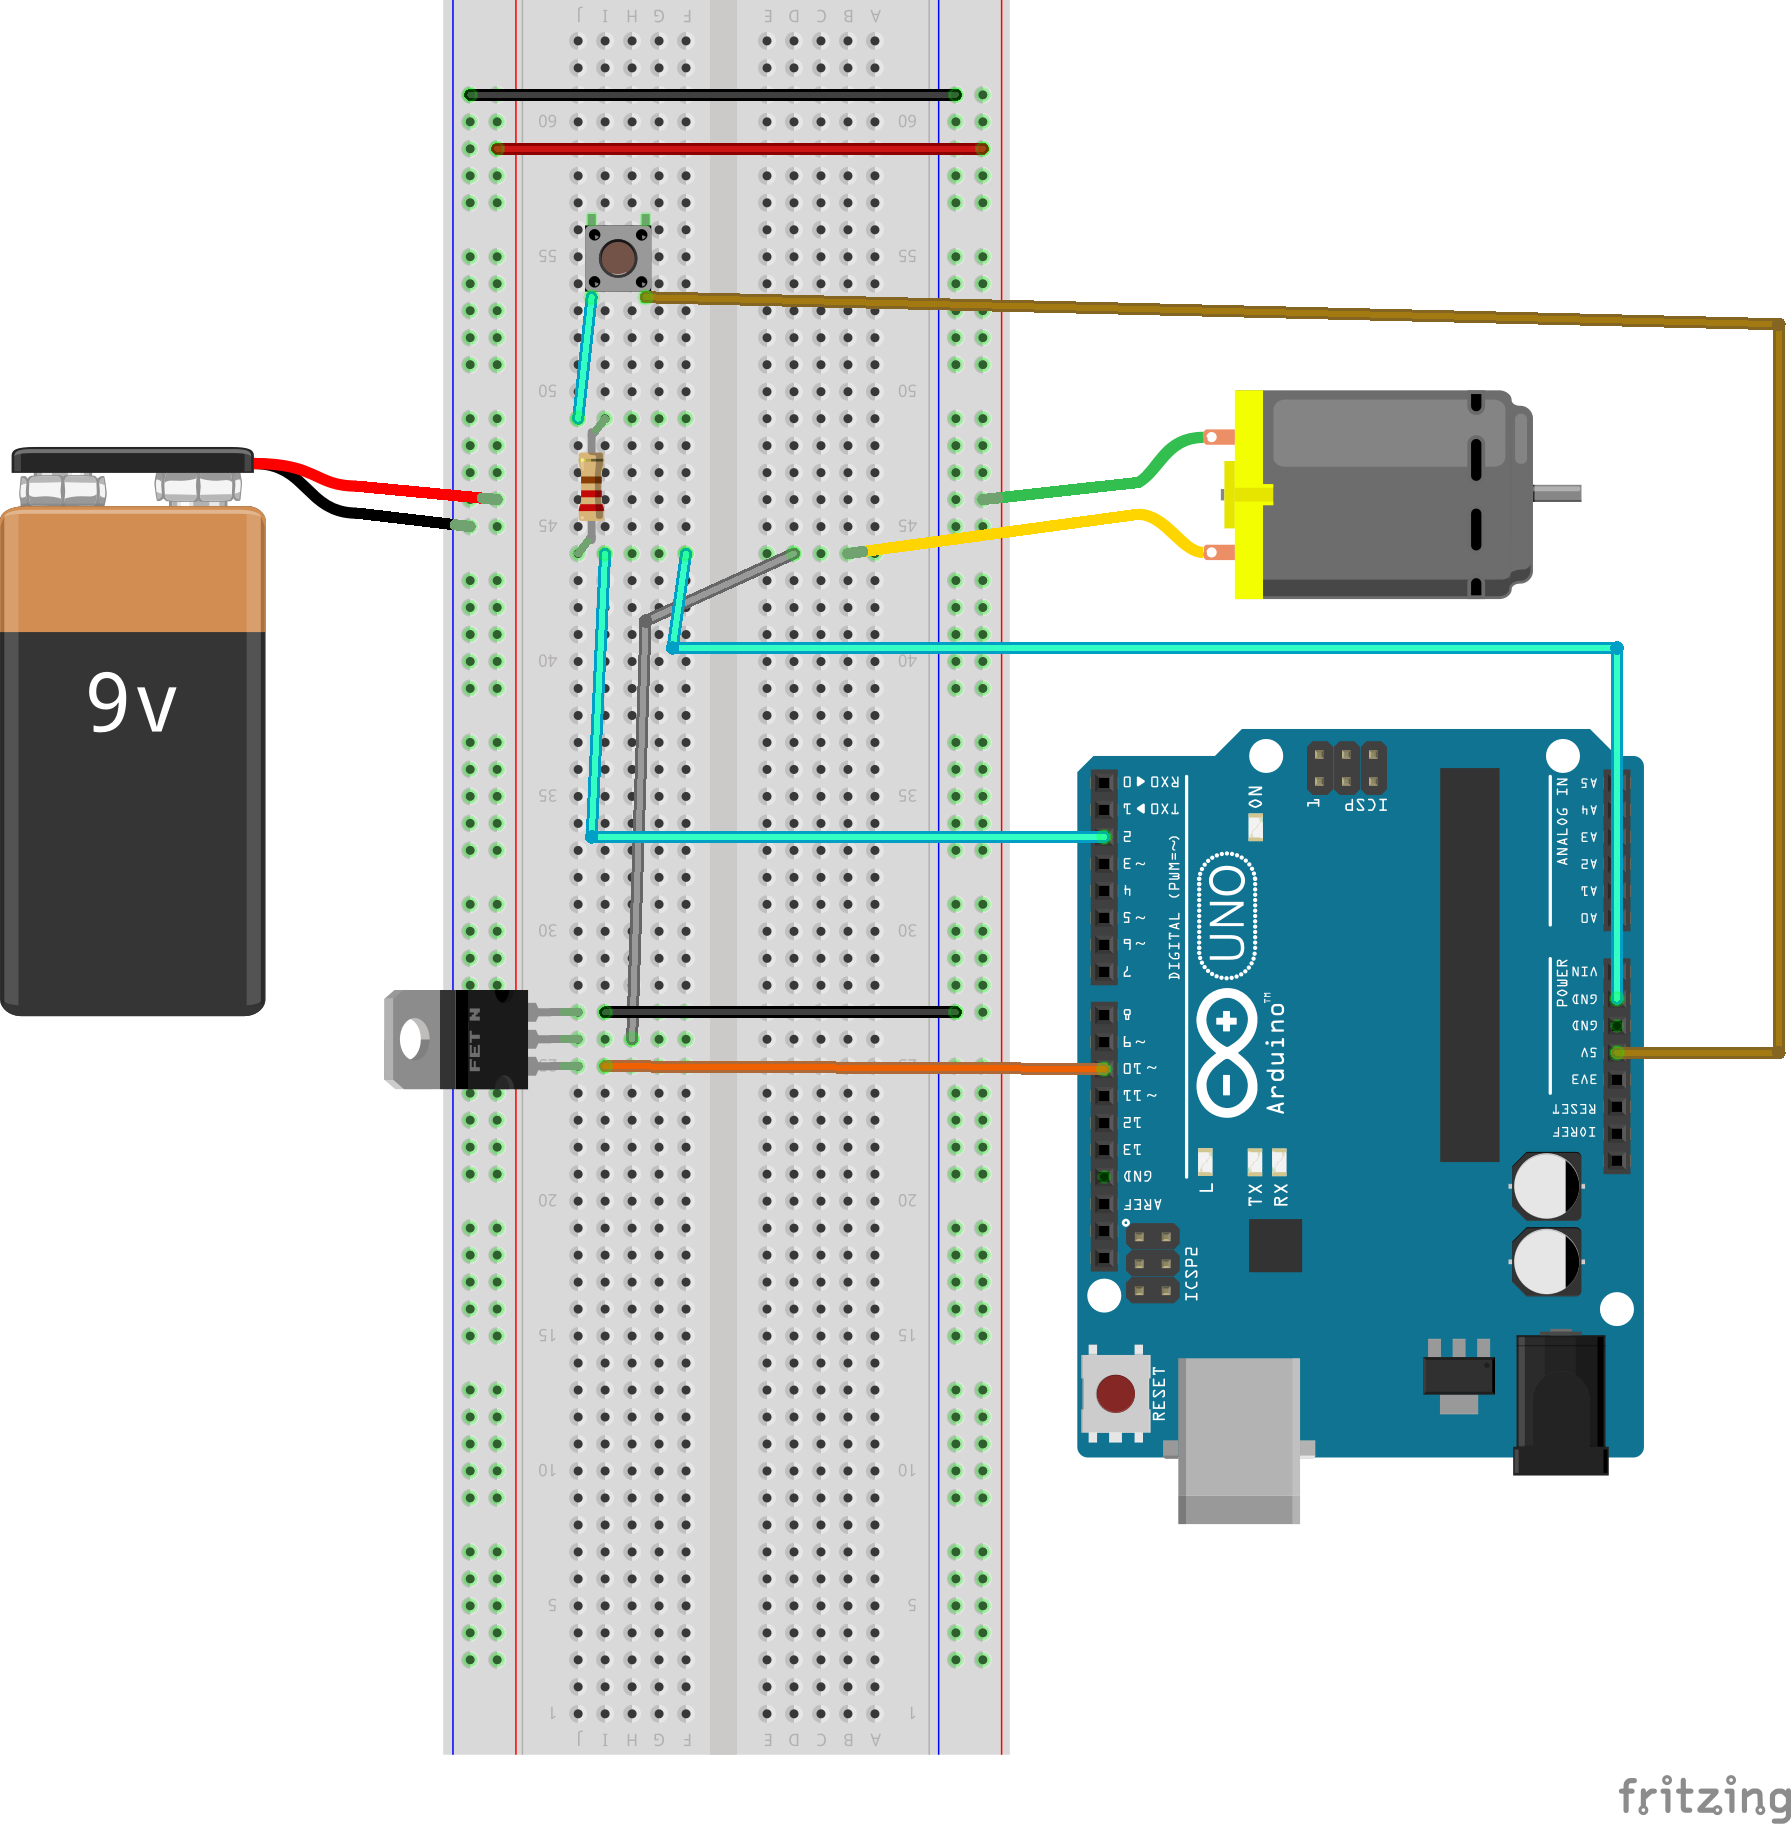 J I H G F E D C B A
60 60
55 55
50 50
45 45
40 40
35 35
30 30
25 25
20 20
15 15
10 10
5 5
1 1
J I H G F E D C B A
9v
FET N
RX0◀0
TX0▶1
2
3~
4
5~
6~
7
8
9~
10~
11~
12
13
GND
AREF
DIGITAL (PWM=~)
ON
1 ICSP
UNO
Arduino™
L
TX
RX
ICSP2
RESET
ANALOG IN
A5
A4
A3
A2
A1
A0
POWER
VIN
GND
GND
5V
3V3
RESET
IOREF
fritzing